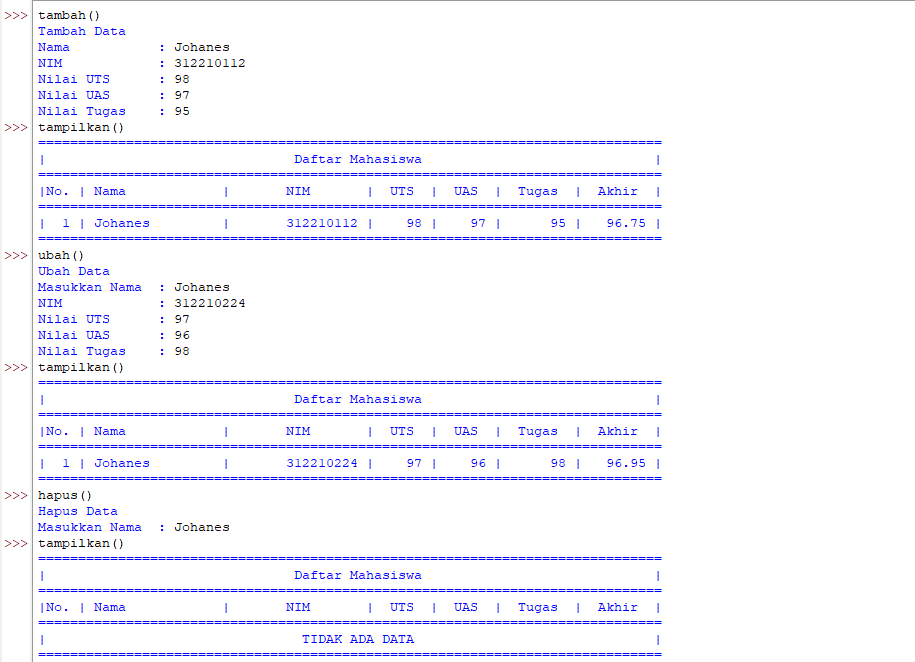 >>> tambah()
Tambah Data
Nama           : Johanes
NIM            : 312210112
Nilai UTS      : 98
Nilai UAS      : 97
Nilai Tugas    : 95
>>> tampilkan()
==============================================================================
|                               Daftar Mahasiswa                             |
==============================================================================
|No. | Nama            |       NIM       |  UTS  |  UAS  |  Tugas  |  Akhir  |
==============================================================================
|  1 | Johanes         |       312210112 |    98 |    97 |      95 |   96.75 |
==============================================================================
>>> ubah()
Ubah Data
Masukkan Nama  : Johanes
NIM            : 312210224
Nilai UTS      : 97
Nilai UAS      : 96
Nilai Tugas    : 98
>>> tampilkan()
==============================================================================
|                               Daftar Mahasiswa                             |
==============================================================================
|No. | Nama            |       NIM       |  UTS  |  UAS  |  Tugas  |  Akhir  |
==============================================================================
|  1 | Johanes         |       312210224 |    97 |    96 |      98 |   96.95 |
==============================================================================
>>> hapus()
Hapus Data
Masukkan Nama  : Johanes
>>> tampilkan()
==============================================================================
|                               Daftar Mahasiswa                             |
==============================================================================
|No. | Nama            |       NIM       |  UTS  |  UAS  |  Tugas  |  Akhir  |
==============================================================================
|                                TIDAK ADA DATA                              |
==============================================================================